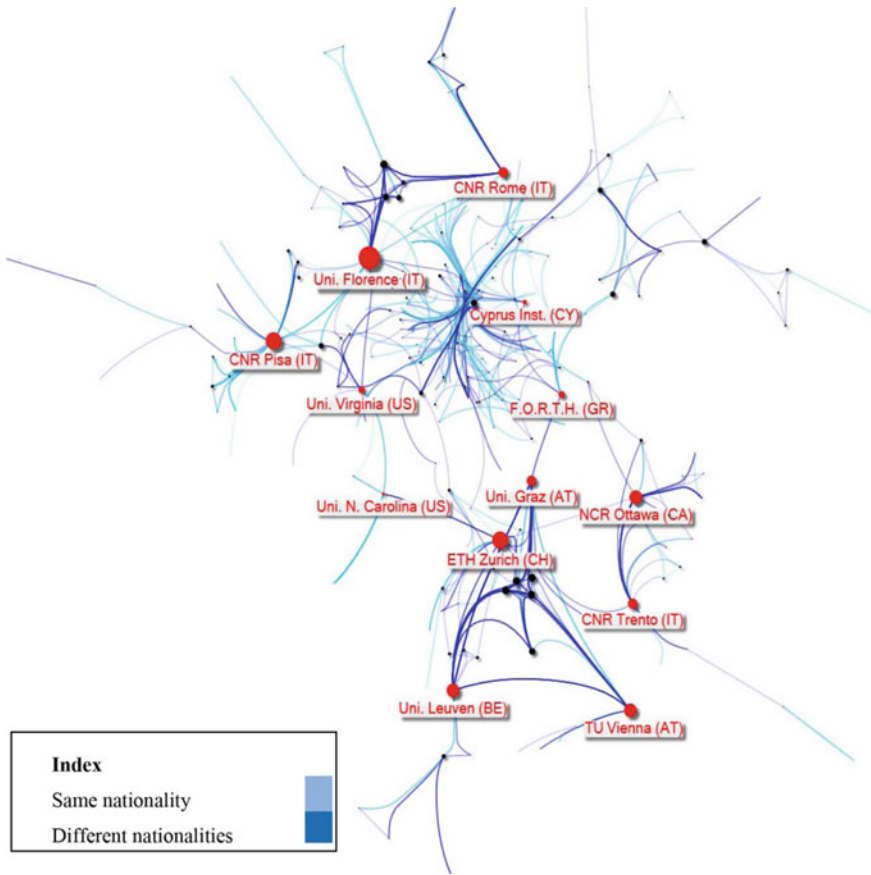 CNR Rome (IT)
Uni. Florence (IT)
Cyprus Inst. (CY)
CNR Pisa (IT)
Uni. Virginia (US)
F.O.R.T.H. (GR)
Uni. N. Carolina (US)
Uni. Graz (AT)
NCR Ottawa (CA)
ETH Zurich (CH)
CNR Trento (IT)
Uni. Leuven (BE)
TU Vienna (AT)
Index
Same nationality
Different nationalities